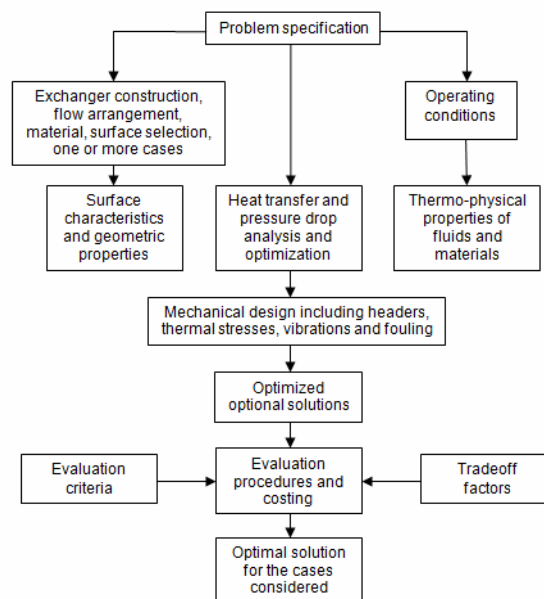 Problem specification
Exchanger construction,
flow arrangement,
material, surface selection,
one or more cases
Operating
conditions
Surface
characteristics
and geometric
properties
Heat transfer and
pressure drop
analysis and
optimization
Thermo-physical
properties of
fluids and
materials
Mechanical design including headers,
thermal stresses, vibrations and fouling
Optimized
optional solutions
Evaluation
criteria
Evaluation
procedures and
costing
Tradeoff
factors
Optimal solution
for the cases
considered